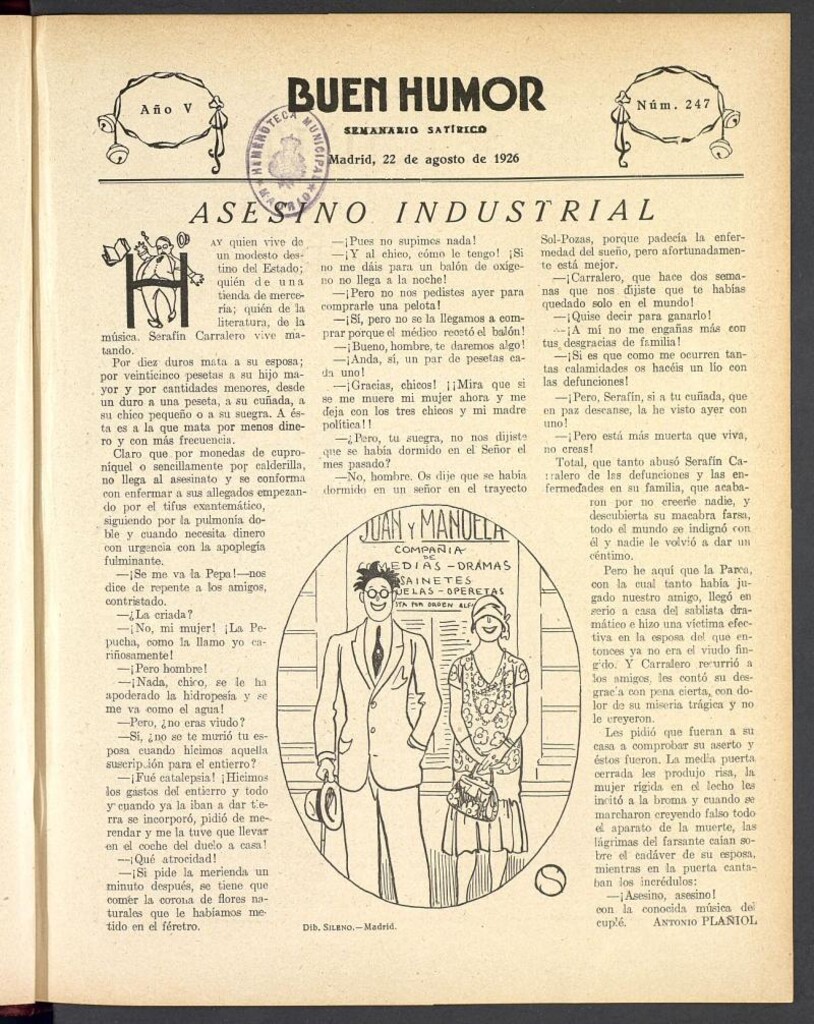 Año V
BUEN HUMOR
SEMANARIO SATÍRICO
Madrid, 22 de agosto de 1926
Núm. 247
HEMEROTECA MUNICIPAL
ASESINO INDUSTRIAL
HAY quien vive de
un modesto des-
tino del Estado;
quién de una
tienda de merce-
ría; quién de la
literatura, de la
música. Serafín Carralero vive ma-
tando.
Por diez duros mata a su esposa;
por veinticinco pesetas a su hijo ma-
yor y por cantidades menores, desde
un duro a una peseta, a su cuñada, a
su chico pequeño o a su suegra. A és-
ta es a la que mata por menos dine-
ro y con más frecuencia.
Claro que por monedas de cupro-
níquel o sencillamente por calderilla,
no llega al asesinato y se conforma
con enfermar a sus allegados empezan-
do por el tifus exantemático,
siguiendo por la pulmonía do-
ble y cuando necesita dinero
con urgencia con la apoplegía
fulminante.
—¡Se me va la Pepa!—nos
dice de repente a los amigos,
contristado.
—¿La criada?
—¡No, mi mujer! ¡La Pe-
pucha, como la llamo yo ca-
riñosamente!
—¡Pero hombre!
—¡Nada, chico, se le ha
apoderado la hidropesía y se
me va como el agua!
—Pero, ¿no eras viudo?
—Sí, ¿no se te murió tu es-
posa cuando hicimos aquella
suscripción para el entierro?
—¡Fué catalepsia! ¡Hicimos
los gastos del entierro y todo
y cuando ya la iban a dar tie-
rra se incorporó, pidió de me-
rendar y me la tuve que llevar
en el coche del duelo a casa!
—¡Qué atrocidad!
—¡Si pide la merienda un
minuto después, se tiene que
comer la corona de flores na-
turales que le habíamos me-
tido en el féretro.
—¡Pues no supimos nada!
—¡Y al chico, cómo le tengo! ¡Si
no me dáis para un balón de oxíge-
no no llega a la noche!
—¡Pero no nos pedistes ayer para
comprarle una pelota!
—¡Sí, pero no se la llegamos a com-
prar porque el médico recetó el balón!
—¡Bueno, hombre, te daremos algo!
—¡Anda, sí, un par de pesetas ca-
da uno!
—¡Gracias, chicos! ¡¡Mira que si
se me muere mi mujer ahora y me
deja con los tres chicos y mi madre
política!!
—¿Pero, tu suegra, no nos dijiste
que se había dormido en el Señor el
mes pasado?
—No, hombre. Os dije que se había
dormido en un señor en el trayecto
JUAN Y MANUELA
COMPAÑIA
DE
COMEDIAS - DRAMAS
SAINETES
ELAS - OPERETAS
STA POR DORÉN ALF
S
Dib. SILENO.—Madrid.
Sol-Pozas, porque padecía la enfer-
medad del sueño, pero afortunadamen-
te está mejor.
—¡Carralero, que hace dos sema-
nas que nos dijiste que te habías
quedado solo en el mundo!
—¡Quise decir para ganarlo!
—¡A mí no me engañas más con
tus desgracias de familia!
—¡Si es que como me ocurren tan-
tas calamidades os hacéis un lío con
las defunciones!
—¡Pero, Serafín, si a tu cuñada, que
en paz descanse, la he visto ayer con
uno!
—¡Pero está más muerta que viva,
no creas!
Total, que tanto abusó Serafín Ca-
rralero de las defunciones y las en-
fermedades en su familia, que acaba-
ron por no creerle nadie, y
descubierta su macabra farsa,
todo el mundo se indignó con
él y nadie le volvió a dar un
céntimo.
Pero he aquí que la Parca,
con la cual tanto había ju-
gado nuestro amigo, llegó en
serio a casa del sablista dra-
mático e hizo una víctima efec-
tiva en la esposa del que en-
tonces ya no era el viudo fin-
gido. Y Carralero recurrió a
los amigos, les contó su des-
gracia con pena cierta, con do-
lor de su miseria trágica y no
le creyeron.
Les pidió que fueran a su
casa a comprobar su aserto y
éstos fueron. La media puerta
cerrada les produjo risa, la
mujer rígida en el lecho les
incitó a la broma y cuando se
marcharon creyendo falso todo
el aparato de la muerte, las
lágrimas del farsante caían so-
bre el cadáver de su esposa,
mientras en la puerta canta-
ban los incrédulos:
—¡Asesino, asesino!
con la conocida música del
cuplé. ANTONIO PLAÑIOL